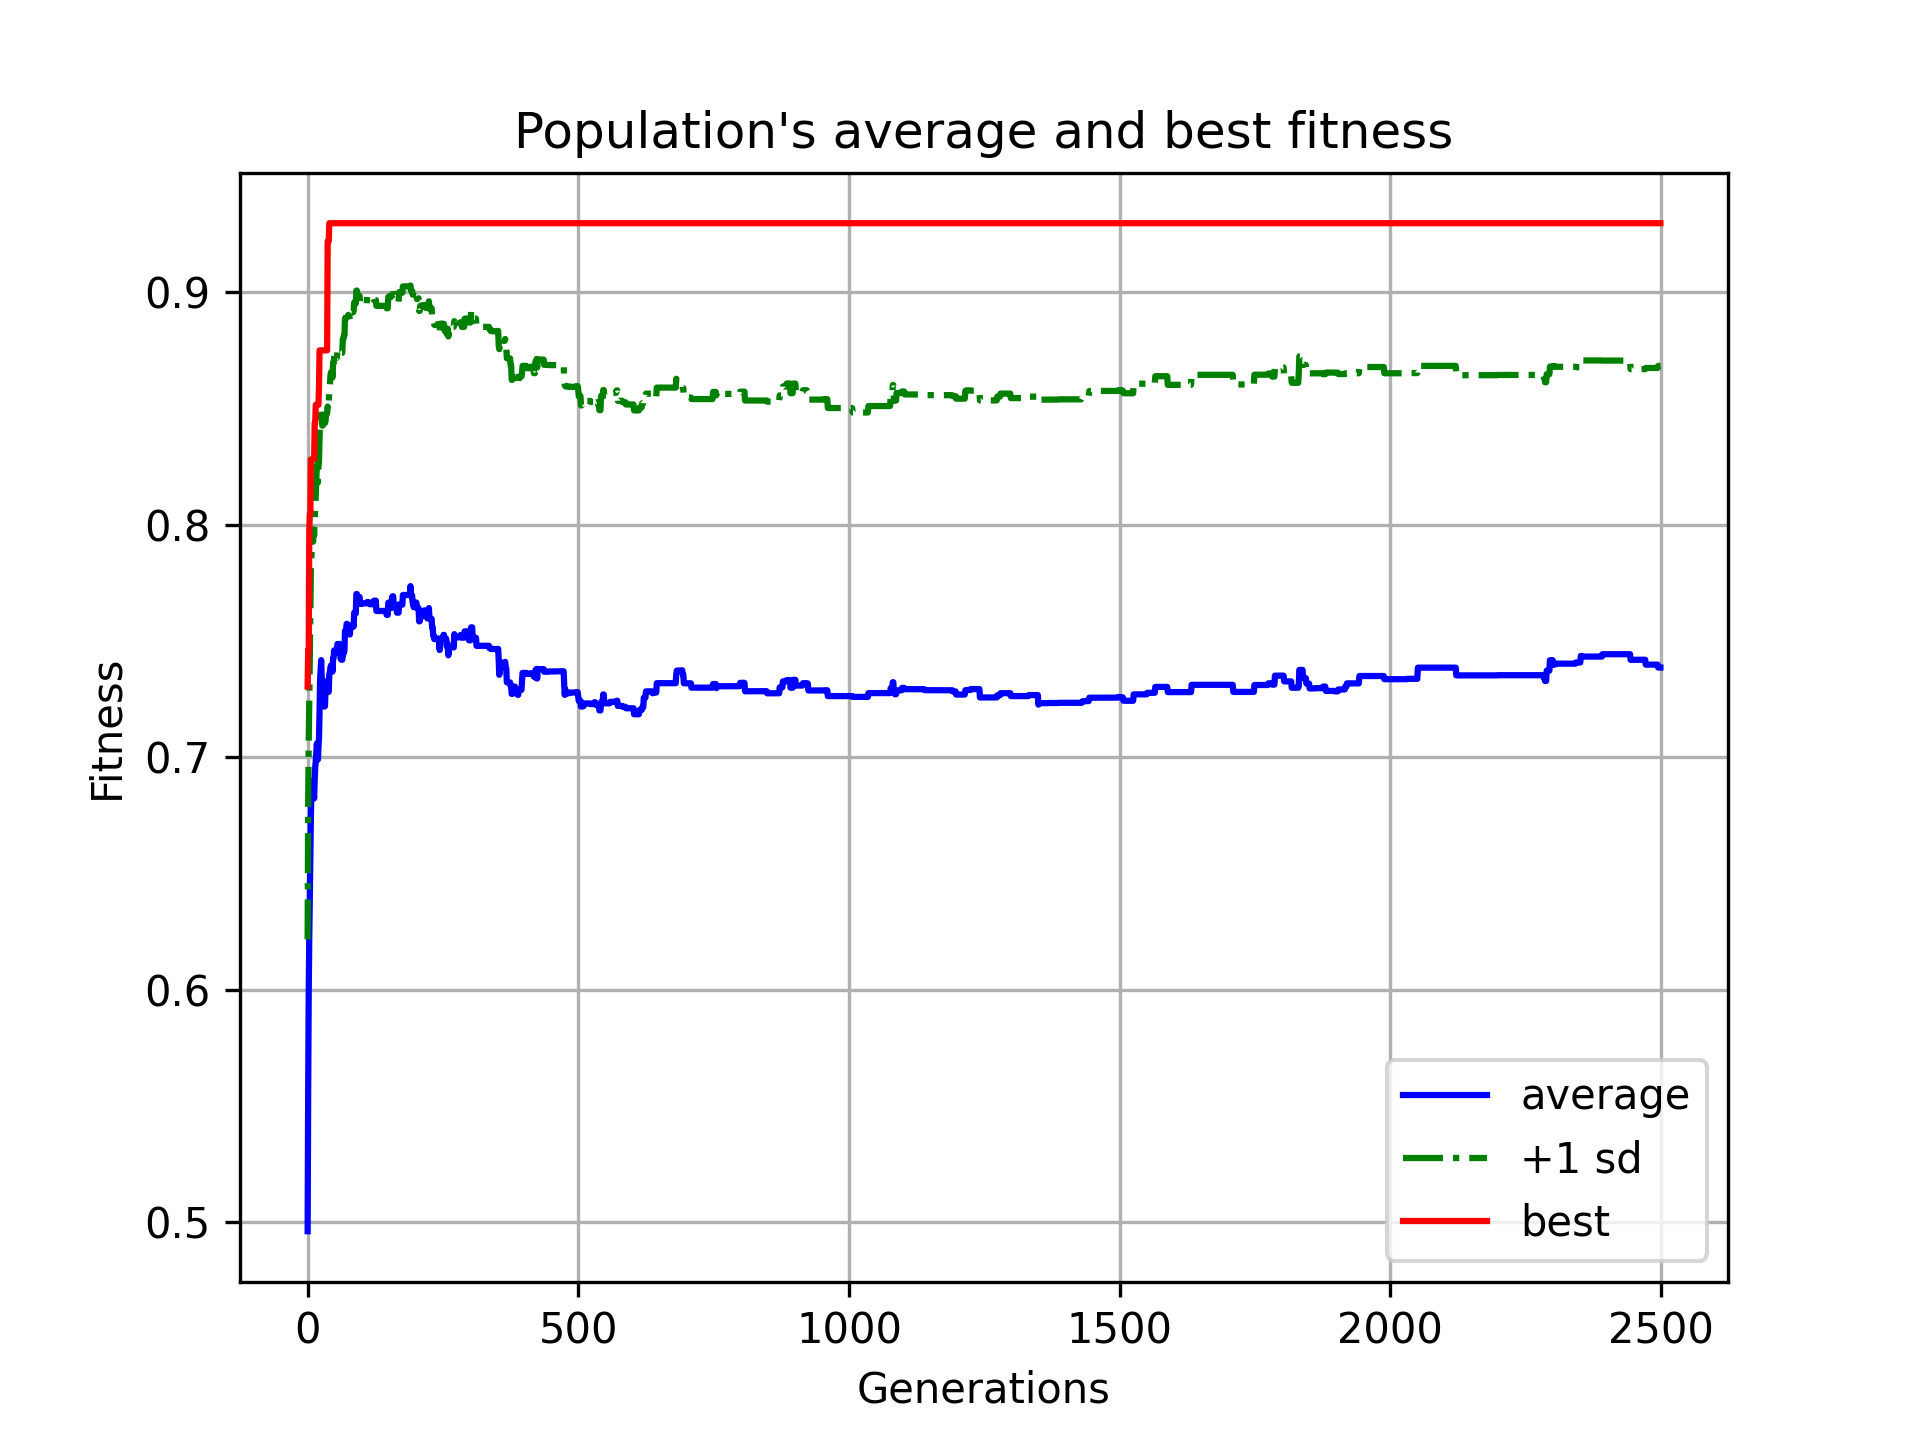 Population's average and best fitness
Fitness
0.9
0.8
0.7
0.6
0.5
0 500 1000 1500 2000 2500
Generations
average
+1 sd
best